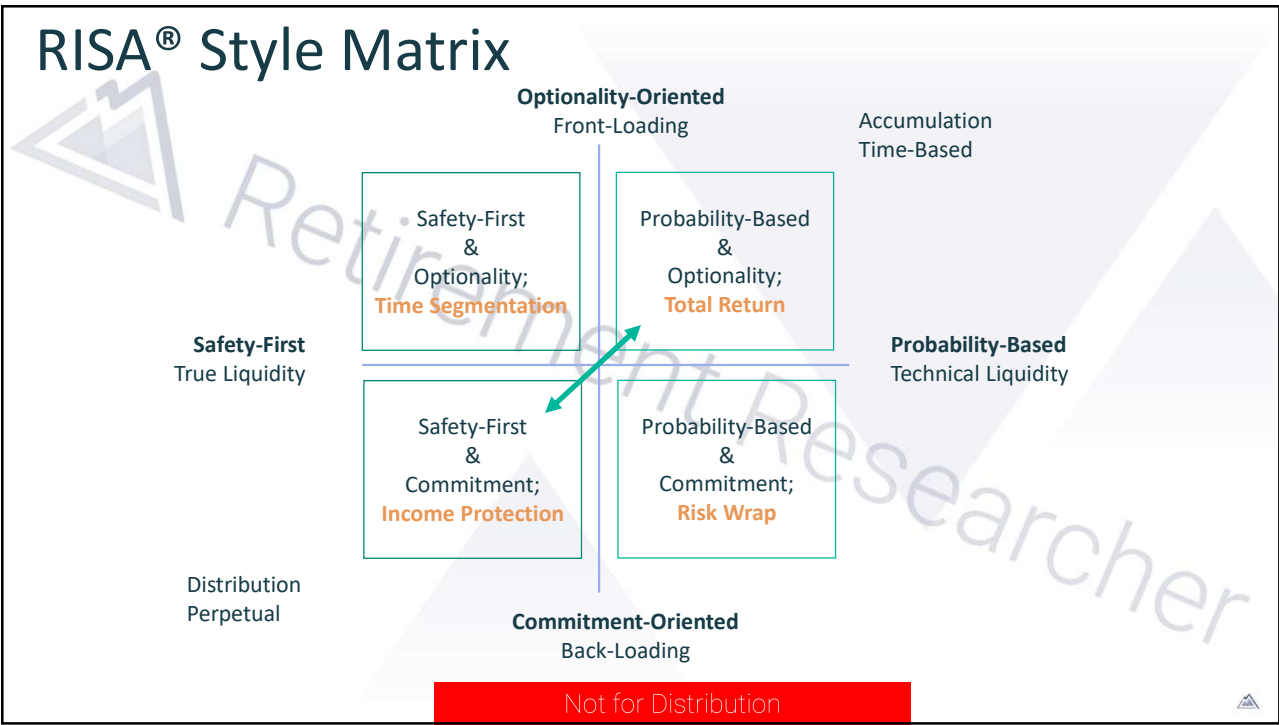 RISA® Style Matrix
Optionality-Oriented
Front-Loading
Accumulation
Time-Based
Safety-First
&
Optionality;
Time Segmentation
Probability-Based
&
Optionality;
Total Return
Safety-First
True Liquidity
Probability-Based
Technical Liquidity
Safety-First
&
Commitment;
Income Protection
Probability-Based
&
Commitment;
Risk Wrap
Distribution
Perpetual
Commitment-Oriented
Back-Loading
Retirement Researcher
Not for Distribution